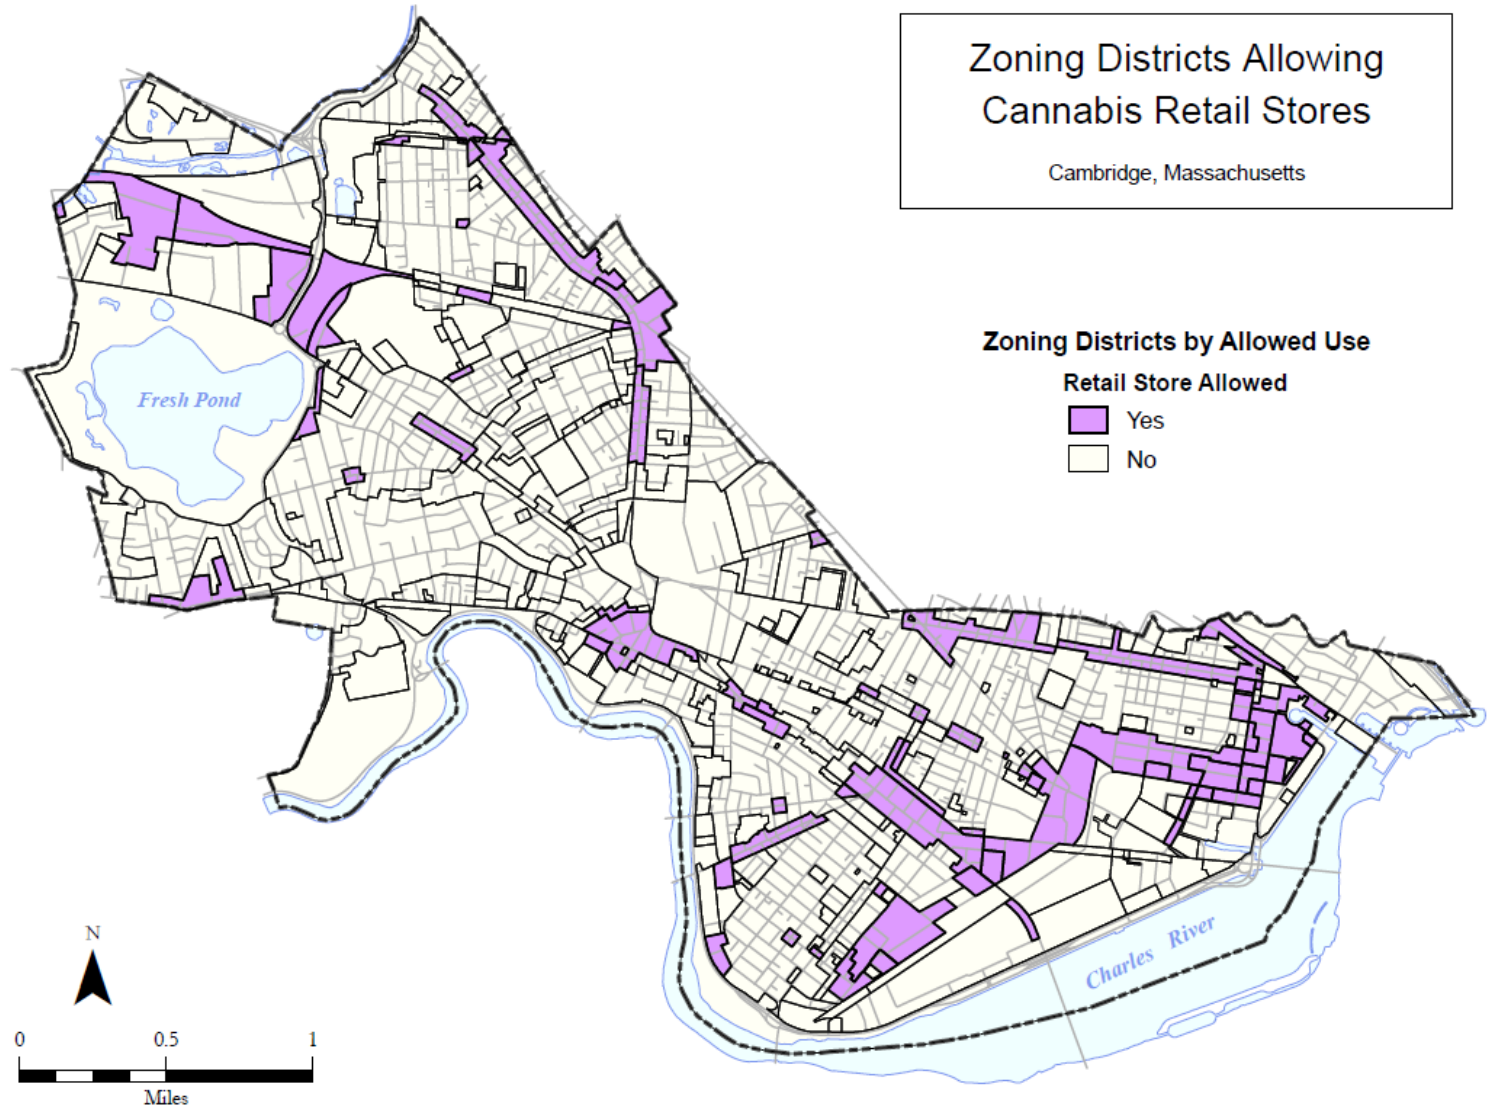 Zoning Districts Allowing
Cannabis Retail Stores
Cambridge, Massachusetts
Zoning Districts by Allowed Use
Retail Store Allowed
Yes
No
Fresh Pond
Charles River
N
0 0.5 1
Miles